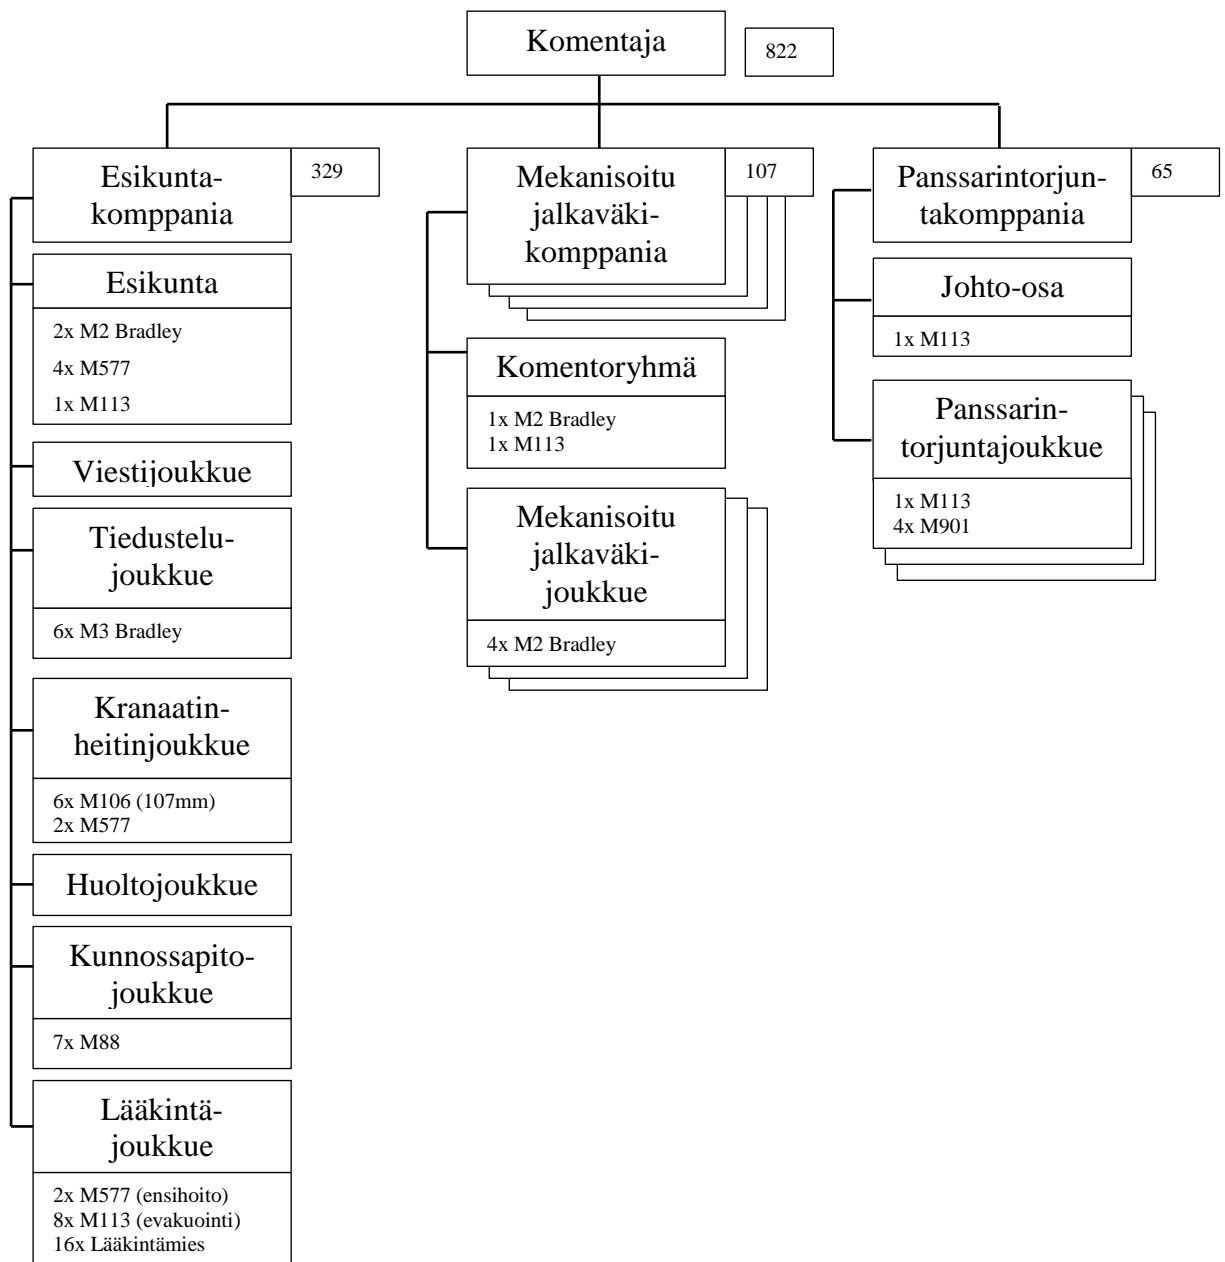 Komentaja
822
Esikunta-
komppania
329
Esikunta
2x M2 Bradley
4x M577
1x M113
Viestijoukkue
Tiedustelu-
joukkue
6x M3 Bradley
Kranaatin-
heitinjoukkue
6x M106 (107mm)
2x M577
Huoltojoukkue
Kunnossapito-
joukkue
7x M88
Lääkintä-
joukkue
2x M577 (ensihoito)
8x M113 (evakuointi)
16x Lääkintämies
Mekanisoitu
jalkaväki-
komppania
107
Komentoryhmä
1x M2 Bradley
1x M113
Mekanisoitu
jalkaväki-
joukkue
4x M2 Bradley
Panssarintorjun-
takomppania
65
Johto-osa
1x M113
Panssarin-
torjuntajoukkue
1x M113
4x M901